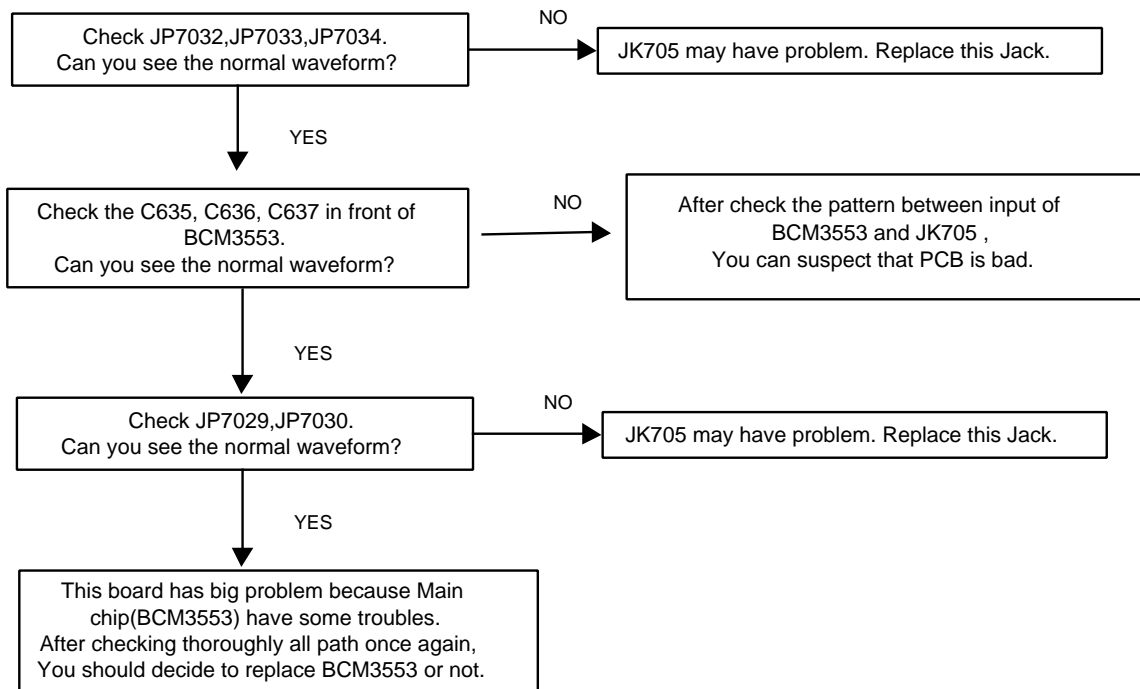 Check JP7032,JP7033,JP7034.
Can you see the normal waveform?
NO
JK705 may have problem. Replace this Jack.
YES
Check the C635, C636, C637 in front of
BCM3553.
Can you see the normal waveform?
NO
After check the pattern between input of
BCM3553 and JK705 ,
You can suspect that PCB is bad.
YES
Check JP7029,JP7030.
Can you see the normal waveform?
NO
JK705 may have problem. Replace this Jack.
YES
This board has big problem because Main
chip(BCM3553) have some troubles.
After checking thoroughly all path once again,
You should decide to replace BCM3553 or not.